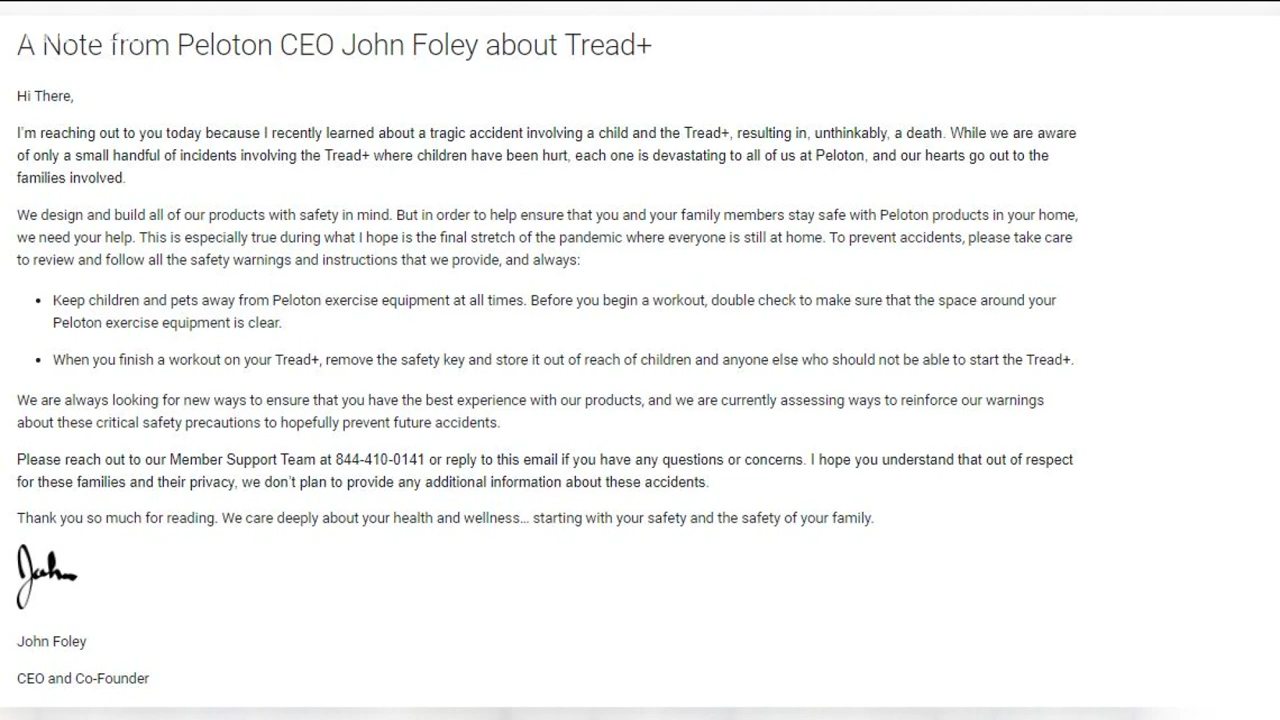 A Note from Peloton CEO John Foley about Tread+
Hi There,
I'm reaching out to you today because I recently learned about a tragic accident involving a child and the Tread+, resulting in, unthinkably, a death. While we are aware
of only a small handful of incidents involving the Tread+ where children have been hurt, each one is devastating to all of us at Peloton, and our hearts go out to the
families involved.
We design and build all of our products with safety in mind. But in order to help ensure that you and your family members stay safe with Peloton products in your home,
we need your help. This is especially true during what I hope is the final stretch of the pandemic where everyone is still at home. To prevent accidents, please take care
to review and follow all the safety warnings and instructions that we provide, and always:
• Keep children and pets away from Peloton exercise equipment at all times. Before you begin a workout, double check to make sure that the space around your
Peloton exercise equipment is clear.
• When you finish a workout on your Tread+, remove the safety key and store it out of reach of children and anyone else who should not be able to start the Tread+.
We are always looking for new ways to ensure that you have the best experience with our products, and we are currently assessing ways to reinforce our warnings
about these critical safety precautions to hopefully prevent future accidents.
Please reach out to our Member Support Team at 844-410-0141 or reply to this email if you have any questions or concerns. I hope you understand that out of respect
for these families and their privacy, we don't plan to provide any additional information about these accidents.
Thank you so much for reading. We care deeply about your health and wellness... starting with your safety and the safety of your family.
John
John Foley
CEO and Co-Founder